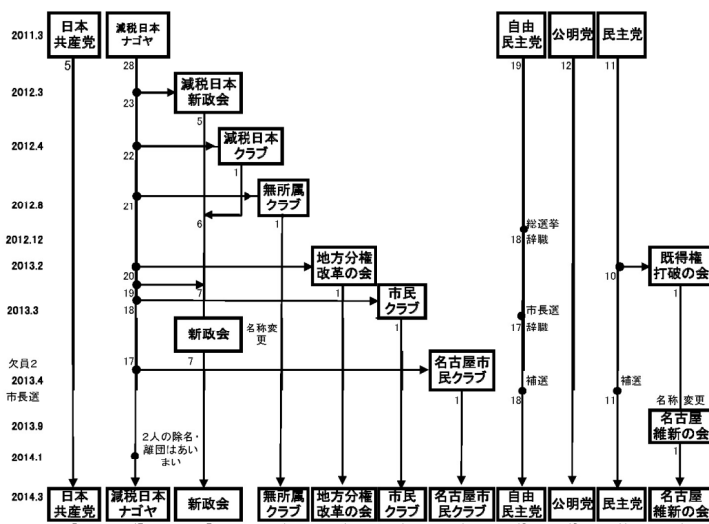 2011.3
日本
共産党
減税日本
ナゴヤ
自由
民主党
公明党
民主党
5
28
19
12
11
2012.3
23
減税日本
新政会
5
2012.4
22
減税日本
クラブ
1
2012.8
21
6
無所属
クラブ
1
2012.12
総選挙
18 辞職
2013.2
20
地方分権
改革の会
10
既得権
打破の会
19
7
1
1
2013.3
18
市民
クラブ
1
市長選
17 辞職
新政会
名称変
更
欠員2
2013.4
市長選
17
7
名古屋市
民クラブ
1
補選
18
補選
11
名称 変更
2013.9
名古屋
維新の会
1
2014.1
2人の除名・
離団はあい
まい
2014.3
日本
共産党
減税日本
ナゴヤ
新政会
無所属
クラブ
地方分権
改革の会
市民
クラブ
名古屋市
民クラブ
自由
民主党
公明党
民主党
名古屋
維新の会